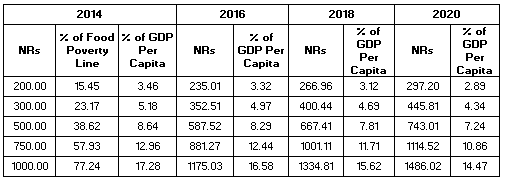 2014 2016 2018 2020
NRs % of Food Poverty Line % of GDP Per Capita NRs % of GDP Per Capita NRs % of GDP Per Capita NRs % of GDP Per Capita
200.00 15.45 3.46 235.01 3.32 266.96 3.12 297.20 2.89
300.00 23.17 5.18 352.51 4.97 400.44 4.69 445.81 4.34
500.00 38.62 8.64 587.52 8.29 667.41 7.81 743.01 7.24
750.00 57.93 12.96 881.27 12.44 1001.11 11.71 1114.52 10.86
1000.00 77.24 17.28 1175.03 16.58 1334.81 15.62 1486.02 14.47